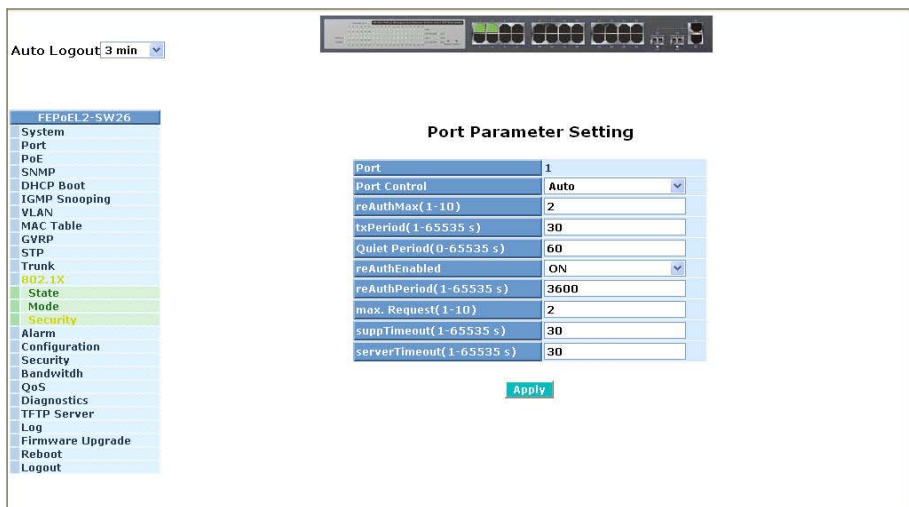 Auto Logout 3 min
FEPoEL2-SW26
System
Port
PoE
SNMP
DHCP Boot
IGMP Snooping
VLAN
MAC Table
GVRP
STP
Trunk
802.1X
State
Mode
Security
Alarm
Configuration
Security
Bandwitdh
QoS
Diagnostics
TFTP Server
Log
Firmware Upgrade
Reboot
Logout
Port Parameter Setting
Port 1
Port Control Auto
reAuthMax(1-10) 2
txPeriod(1-65535 s) 30
Quiet Period(0-65535 s) 60
reAuthEnabled ON
reAuthPeriod(1-65535 s) 3600
max. Request(1-10) 2
suppTimeout(1-65535 s) 30
serverTimeout(1-65535 s) 30
Apply